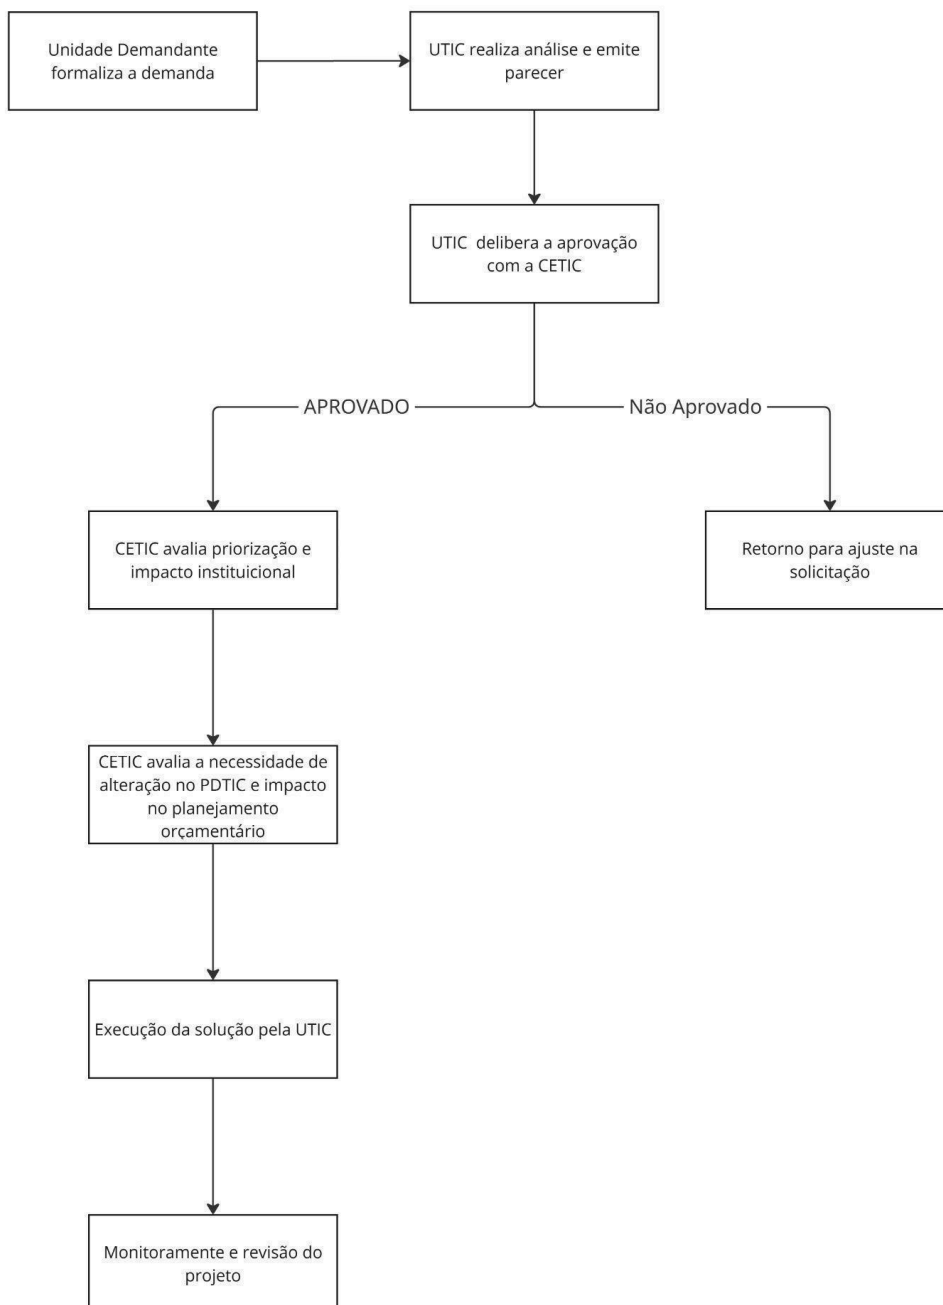 Unidade Demandante
formaliza a demanda
UTIC realiza análise e emite
parecer
UTIC delibera a aprovação
com a CETIC
APROVADO
Não Aprovado
CETIC avalia priorização e
impacto instituicional
Retorno para ajuste na
solicitação
CETIC avalia a necessidade de
alteração no PDTIC e impacto
no planejamento
orçamentário
Execução da solução pela UTIC
Monitoramente e revisão do
projeto